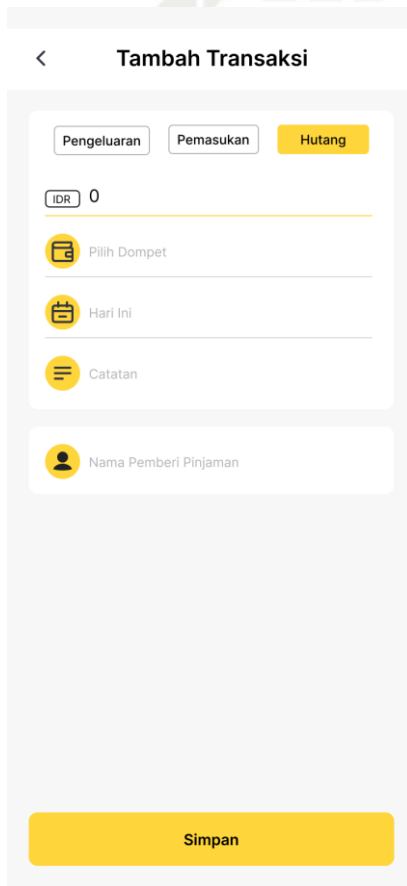 Tambah Transaksi
Pengeluaran Pemasukan Hutang
IDR 0
Pilih Dompet
Hari Ini
Catatan
Nama Pemberi Pinjaman
Simpan